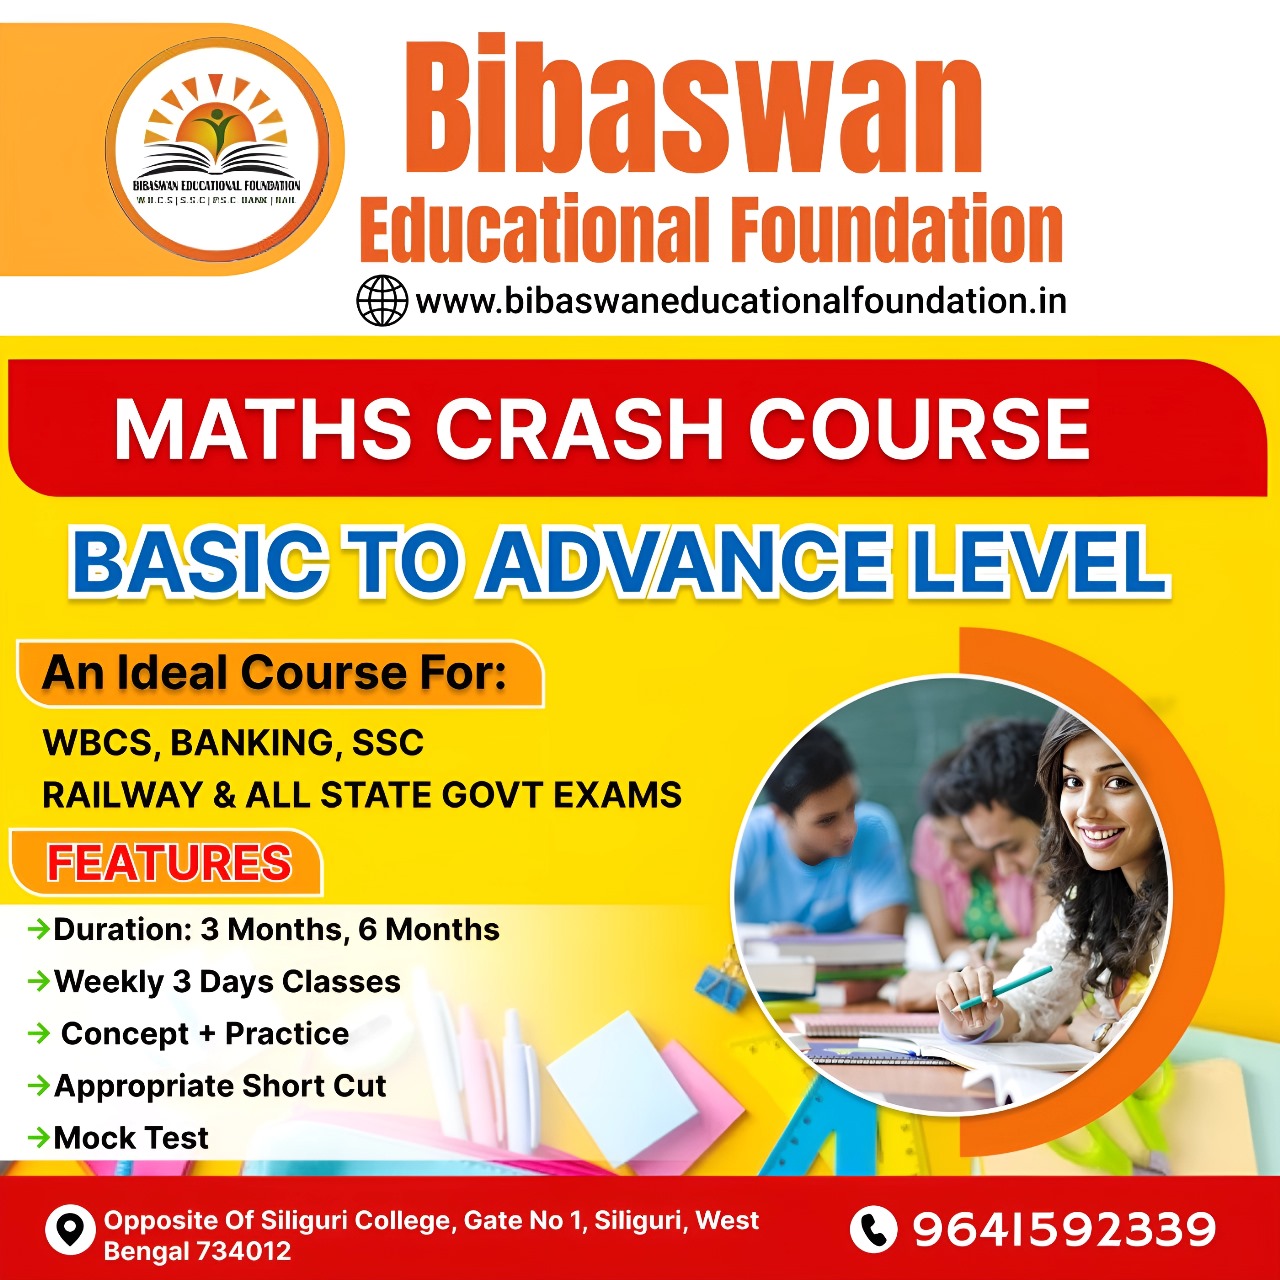 BIBASWAN EDUCATIONAL FOUNDATION
W.B.C.S | S.S.C | P.S.C BANK | RAIL
Bibaswan
Educational Foundation
www.bibaswaneducationalfoundation.in
MATHS CRASH COURSE
BASIC TO ADVANCE LEVEL
An Ideal Course For:
WBCS, BANKING, SSC
RAILWAY & ALL STATE GOVT EXAMS
FEATURES
→Duration: 3 Months, 6 Months
→Weekly 3 Days Classes
→ Concept + Practice
→Appropriate Short Cut
→Mock Test
Opposite Of Siliguri College, Gate No 1, Siliguri, West
Bengal 734012
9641592339